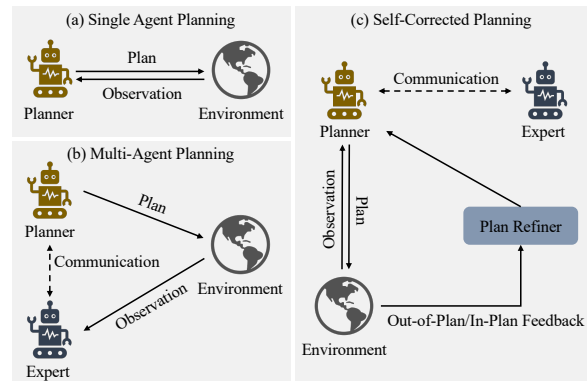 (a) Single Agent Planning
Plan
Observation
Planner
Environment
(b) Multi-Agent Planning
Planner
Plan
Communication
Environment
Observation
Expert
(c) Self-Corrected Planning
Communication
Planner
Expert
Observation
Plan
Plan Refiner
Out-of-Plan/In-Plan Feedback
Environment